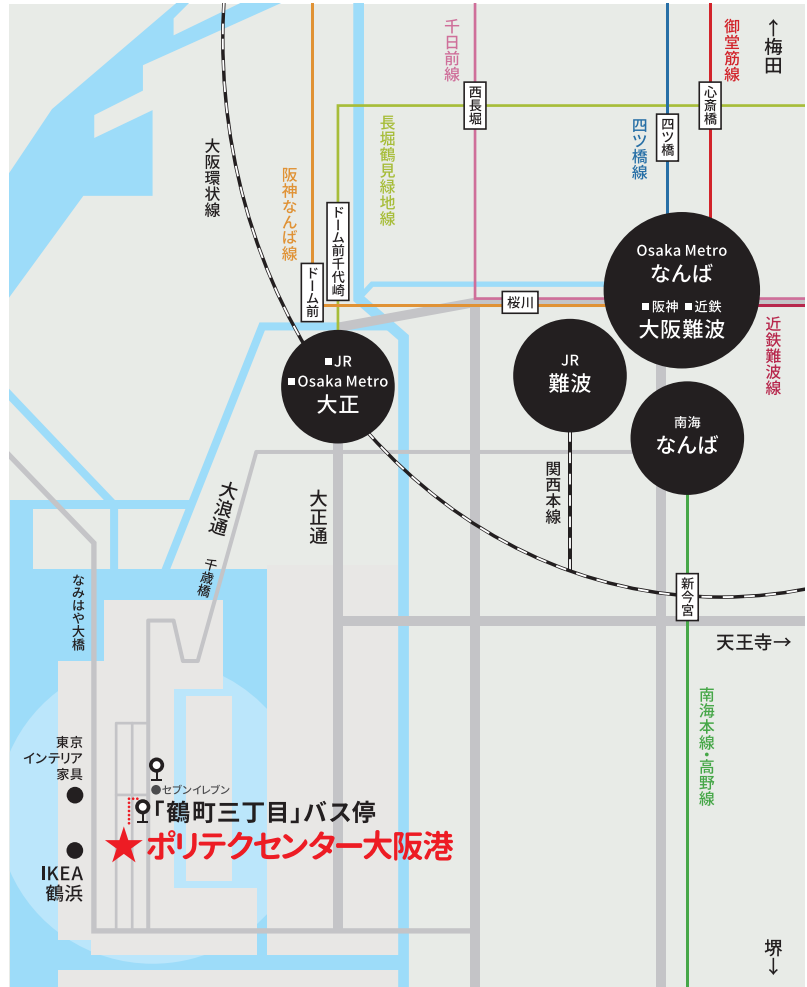 ↑梅田
千日前線
御堂筋線
西長堀
心斎橋
四ツ橋
四ツ橋線
長堀鶴見緑地線
大阪環状線
阪神なんば線
ドーム前千代崎
ドーム前
桜川
Osaka Metro
なんば
■阪神 ■近鉄
大阪難波
近鉄難波線
■JR
■Osaka Metro
大正
JR
難波
南海
なんば
関西本線
大浪通
大正通
千歳橋
なみはや大橋
新今宮
天王寺→
南海本線・高野線
東京
インテリア
家具
●セブンイレブン
「鶴町三丁目」バス停
★ポリテクセンター大阪港
IKEA
鶴浜
堺↓